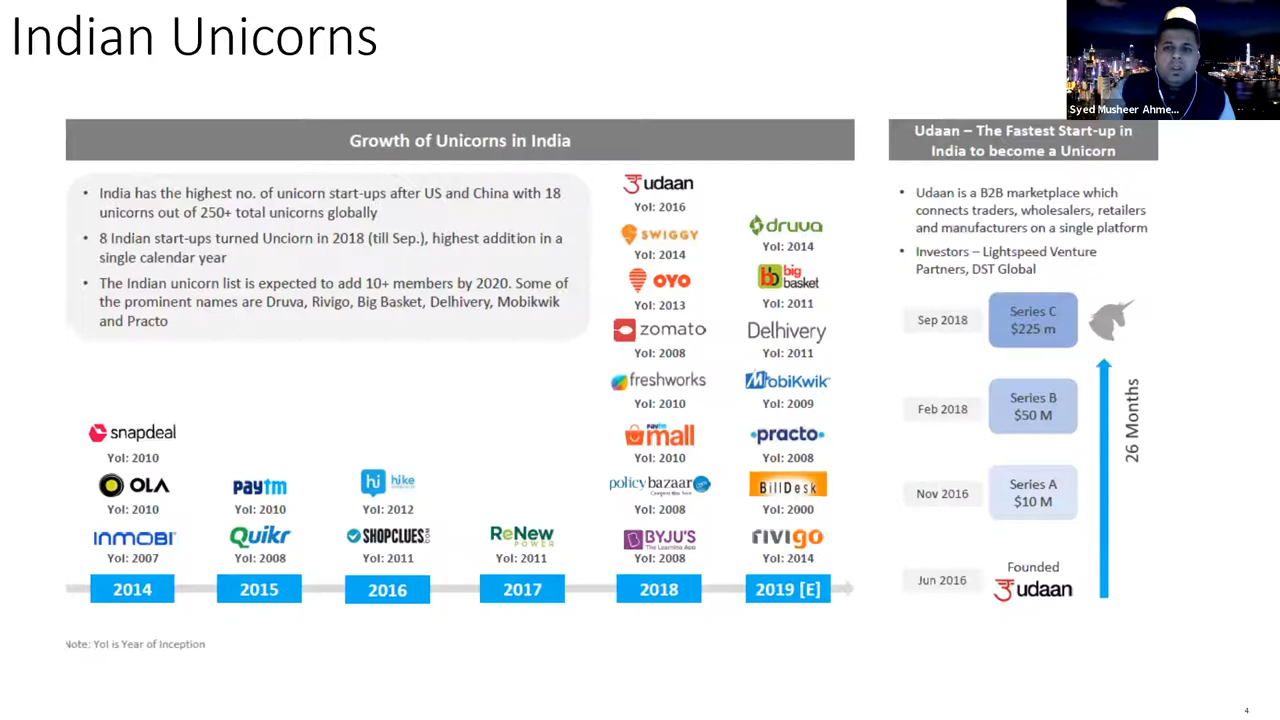 Indian Unicorns
Syed Musheer Ahme...
Growth of Unicorns in India
• India has the highest no. of unicorn start-ups after US and China with 18
unicorns out of 250+ total unicorns globally
• 8 Indian start-ups turned Unciorn in 2018 (till Sep.), highest addition in a
single calendar year
• The Indian unicorn list is expected to add 10+ members by 2020. Some of
the prominent names are Druva, Rivigo, Big Basket, Delhivery, Mobikwik
and Practo
snapdeal
YoI: 2010
OLA
YoI: 2010
INMOBI
YoI: 2007
2014
paytm
YoI: 2010
Quikr
YoI: 2008
2015
hi hike
YoI: 2012
SHOPCLUES.COM
YoI: 2011
2016
ReNew
POWER
YoI: 2011
2017
udaan
YoI: 2016
SWIGGY
YoI: 2014
OYO
YoI: 2013
zomato
YoI: 2008
freshworks
YoI: 2010
paytm
mall
YoI: 2010
policybazaar
YoI: 2008
BYJU'S
The Learning App
YoI: 2008
2018
druva
YoI: 2014
bb big
basket
YoI: 2011
Delhivery
YoI: 2011
MobiKwik
YoI: 2009
practo
YoI: 2008
BillDesk
YoI: 2000
rivigo
YoI: 2014
2019 [E]
Note: YoI is Year of Inception
Udaan – The Fastest Start-up in
India to become a Unicorn
• Udaan is a B2B marketplace which
connects traders, wholesalers, retailers
and manufacturers on a single platform
• Investors – Lightspeed Venture
Partners, DST Global
Sep 2018
Series C
$225 m
Feb 2018
Series B
$50 M
Nov 2016
Series A
$10 M
Jun 2016
Founded
udaan
26 Months
4